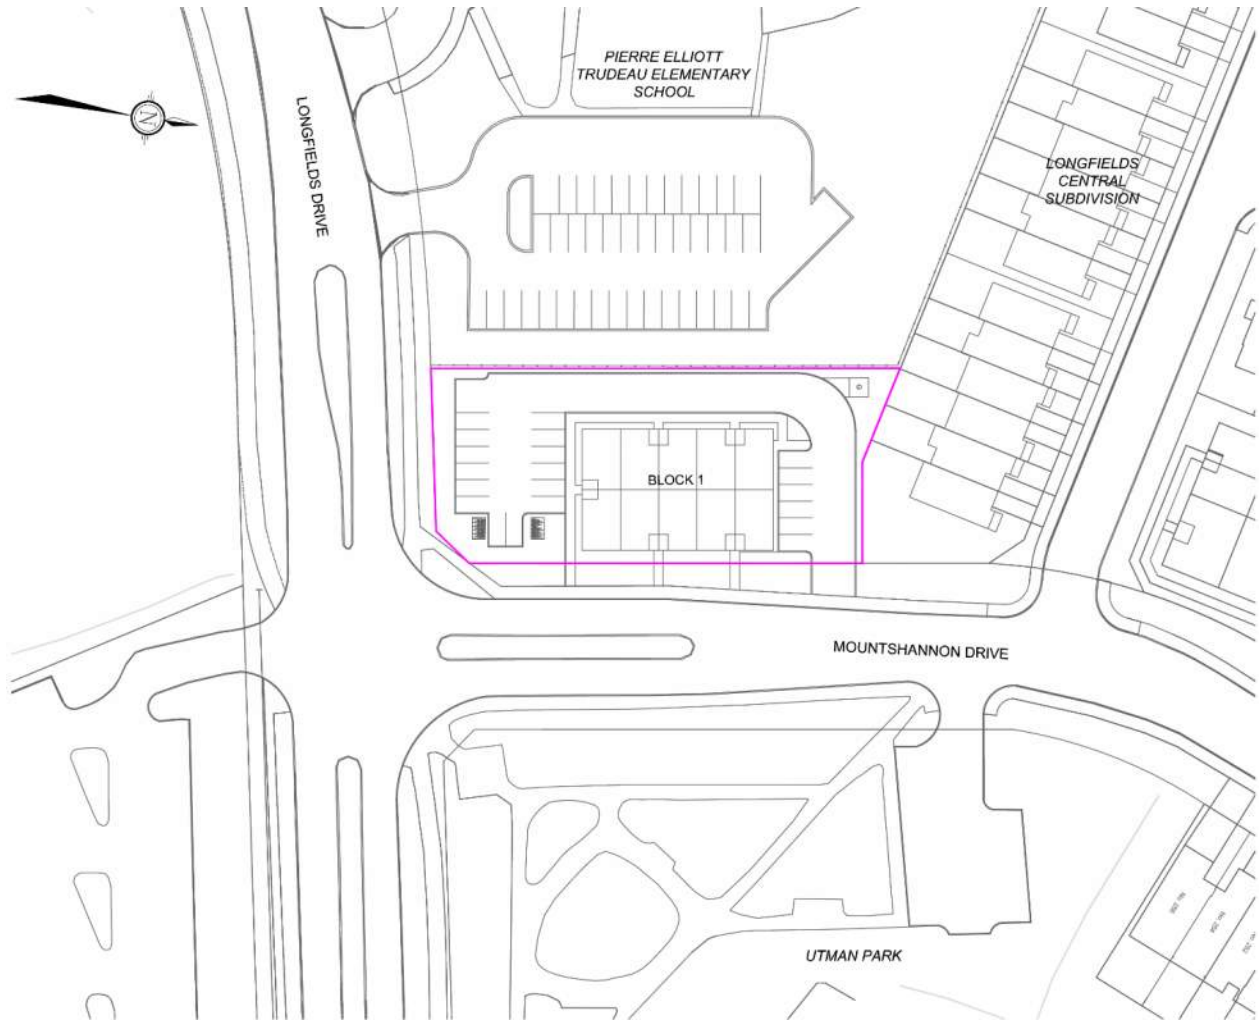 PIERRE ELLIOTT
TRUDEAU ELEMENTARY
SCHOOL
N
LONGFIELDS DRIVE
LONGFIELDS
CENTRAL
SUBDIVISION
BLOCK 1
MOUNTSHANNON DRIVE
UTMAN PARK